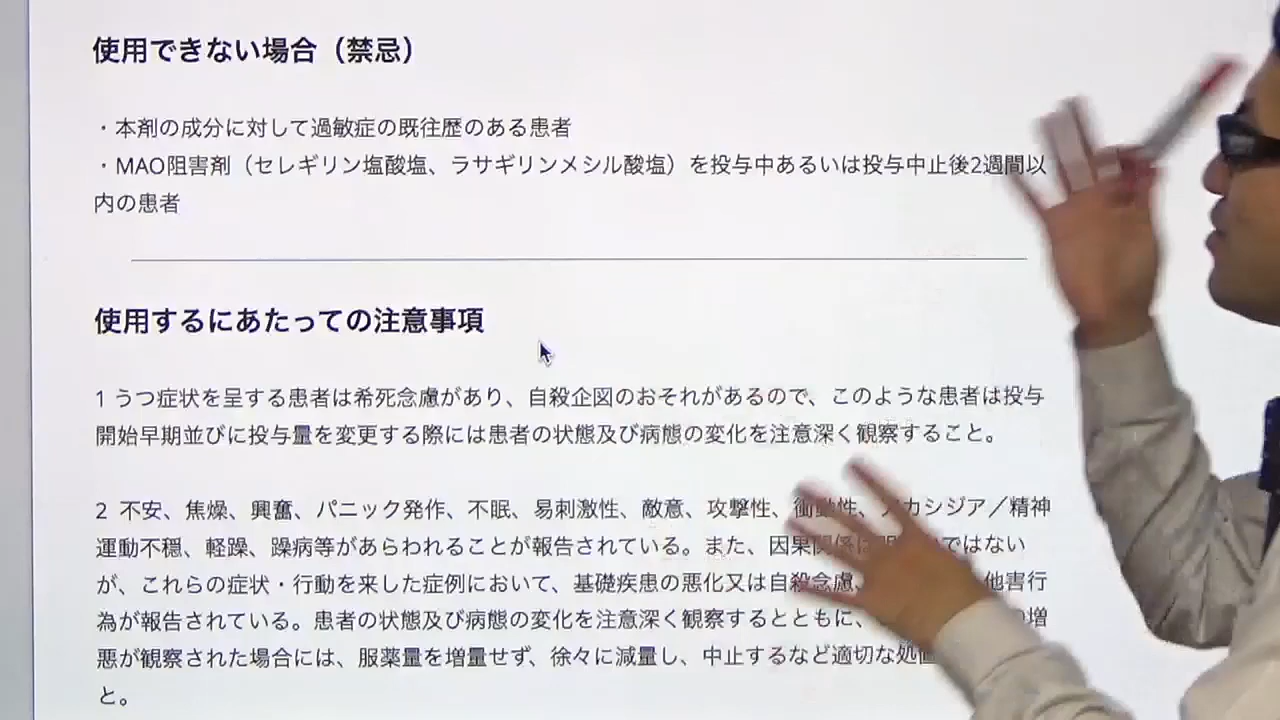 使用できない場合（禁忌）
・本剤の成分に対して過敏症の既往歴のある患者
・MAO阻害剤（セレギリン塩酸塩、ラサギリンメシル酸塩）を投与中あるいは投与中止後2週間以
内の患者
使用するにあたっての注意事項
1 うつ症状を呈する患者は希死念慮があり、自殺企図のおそれがあるので、このような患者は投与
開始早期並びに投与量を変更する際には患者の状態及び病態の変化を注意深く観察すること。
2 不安、焦燥、興奮、パニック発作、不眠、易刺激性、敵意、攻撃性、衝動性、アカシジア／精神
運動不穏、軽躁、躁病等があらわれることが報告されている。また、因果関係は ではない
が、これらの症状・行動を来した症例において、基礎疾患の悪化又は自殺念慮、 他害行
為が報告されている。患者の状態及び病態の変化を注意深く観察するとともに、 増
悪が観察された場合には、服薬量を増量せず、徐々に減量し、中止するなど適切な処
と。